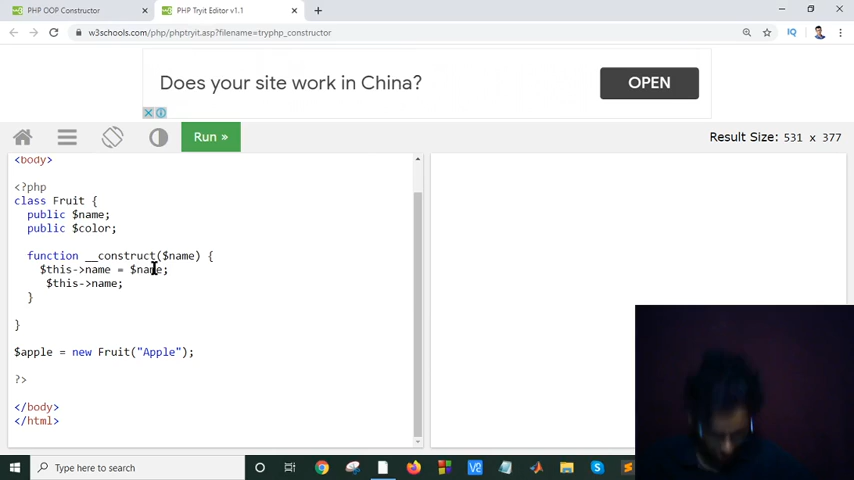 PHP OOP Constructor
PHP Tryit Editor v1.1
w3schools.com/php/phptryit.asp?filename=tryphp_constructor
IQ
Does your site work in China?
OPEN
Run »
Result Size: 531 x 377
<body>
<?php
class Fruit {
public $name;
public $color;
function __construct($name) {
$this->name = $name;
$this->name;
}
}
$apple = new Fruit("Apple");
?>
</body>
</html>
Type here to search
V2